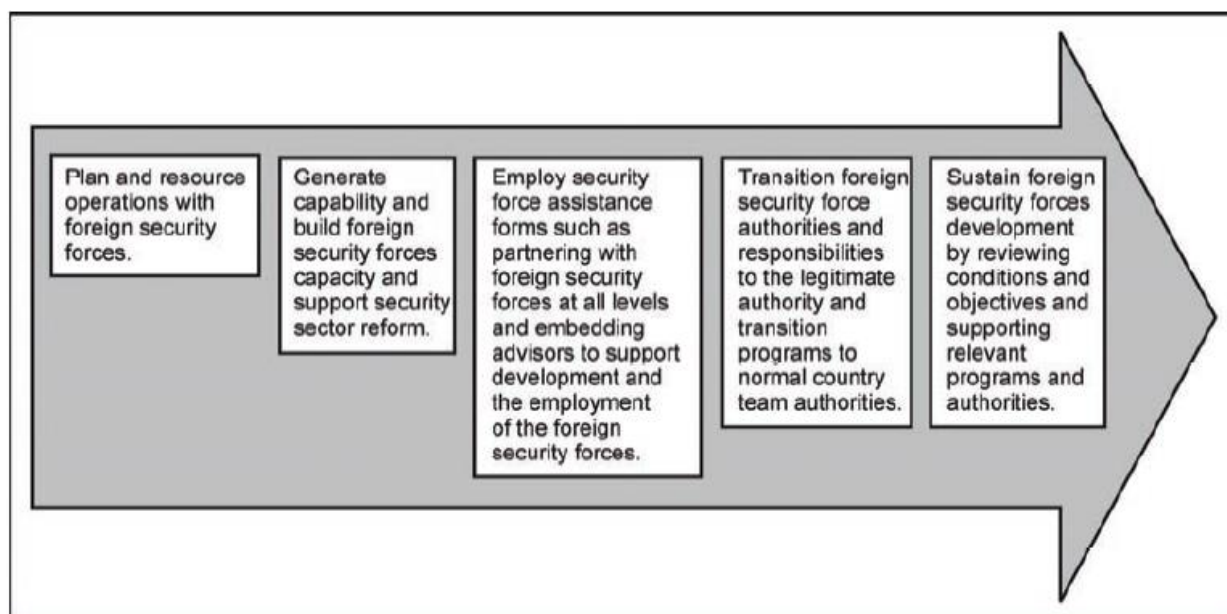 Plan and resource
operations with
foreign security
forces.
Generate
capability and
build foreign
security forces
capacity and
support security
sector reform.
Employ security
force assistance
forms such as
partnering with
foreign security
forces at all levels
and embedding
advisors to support
development and
the employment
of the foreign
security forces.
Transition foreign
security force
authorities and
responsibilities
to the legitimate
authority and
transition
programs to
normal country
team authorities.
Sustain foreign
security forces
development
by reviewing
conditions and
objectives and
supporting
relevant
programs and
authorities.